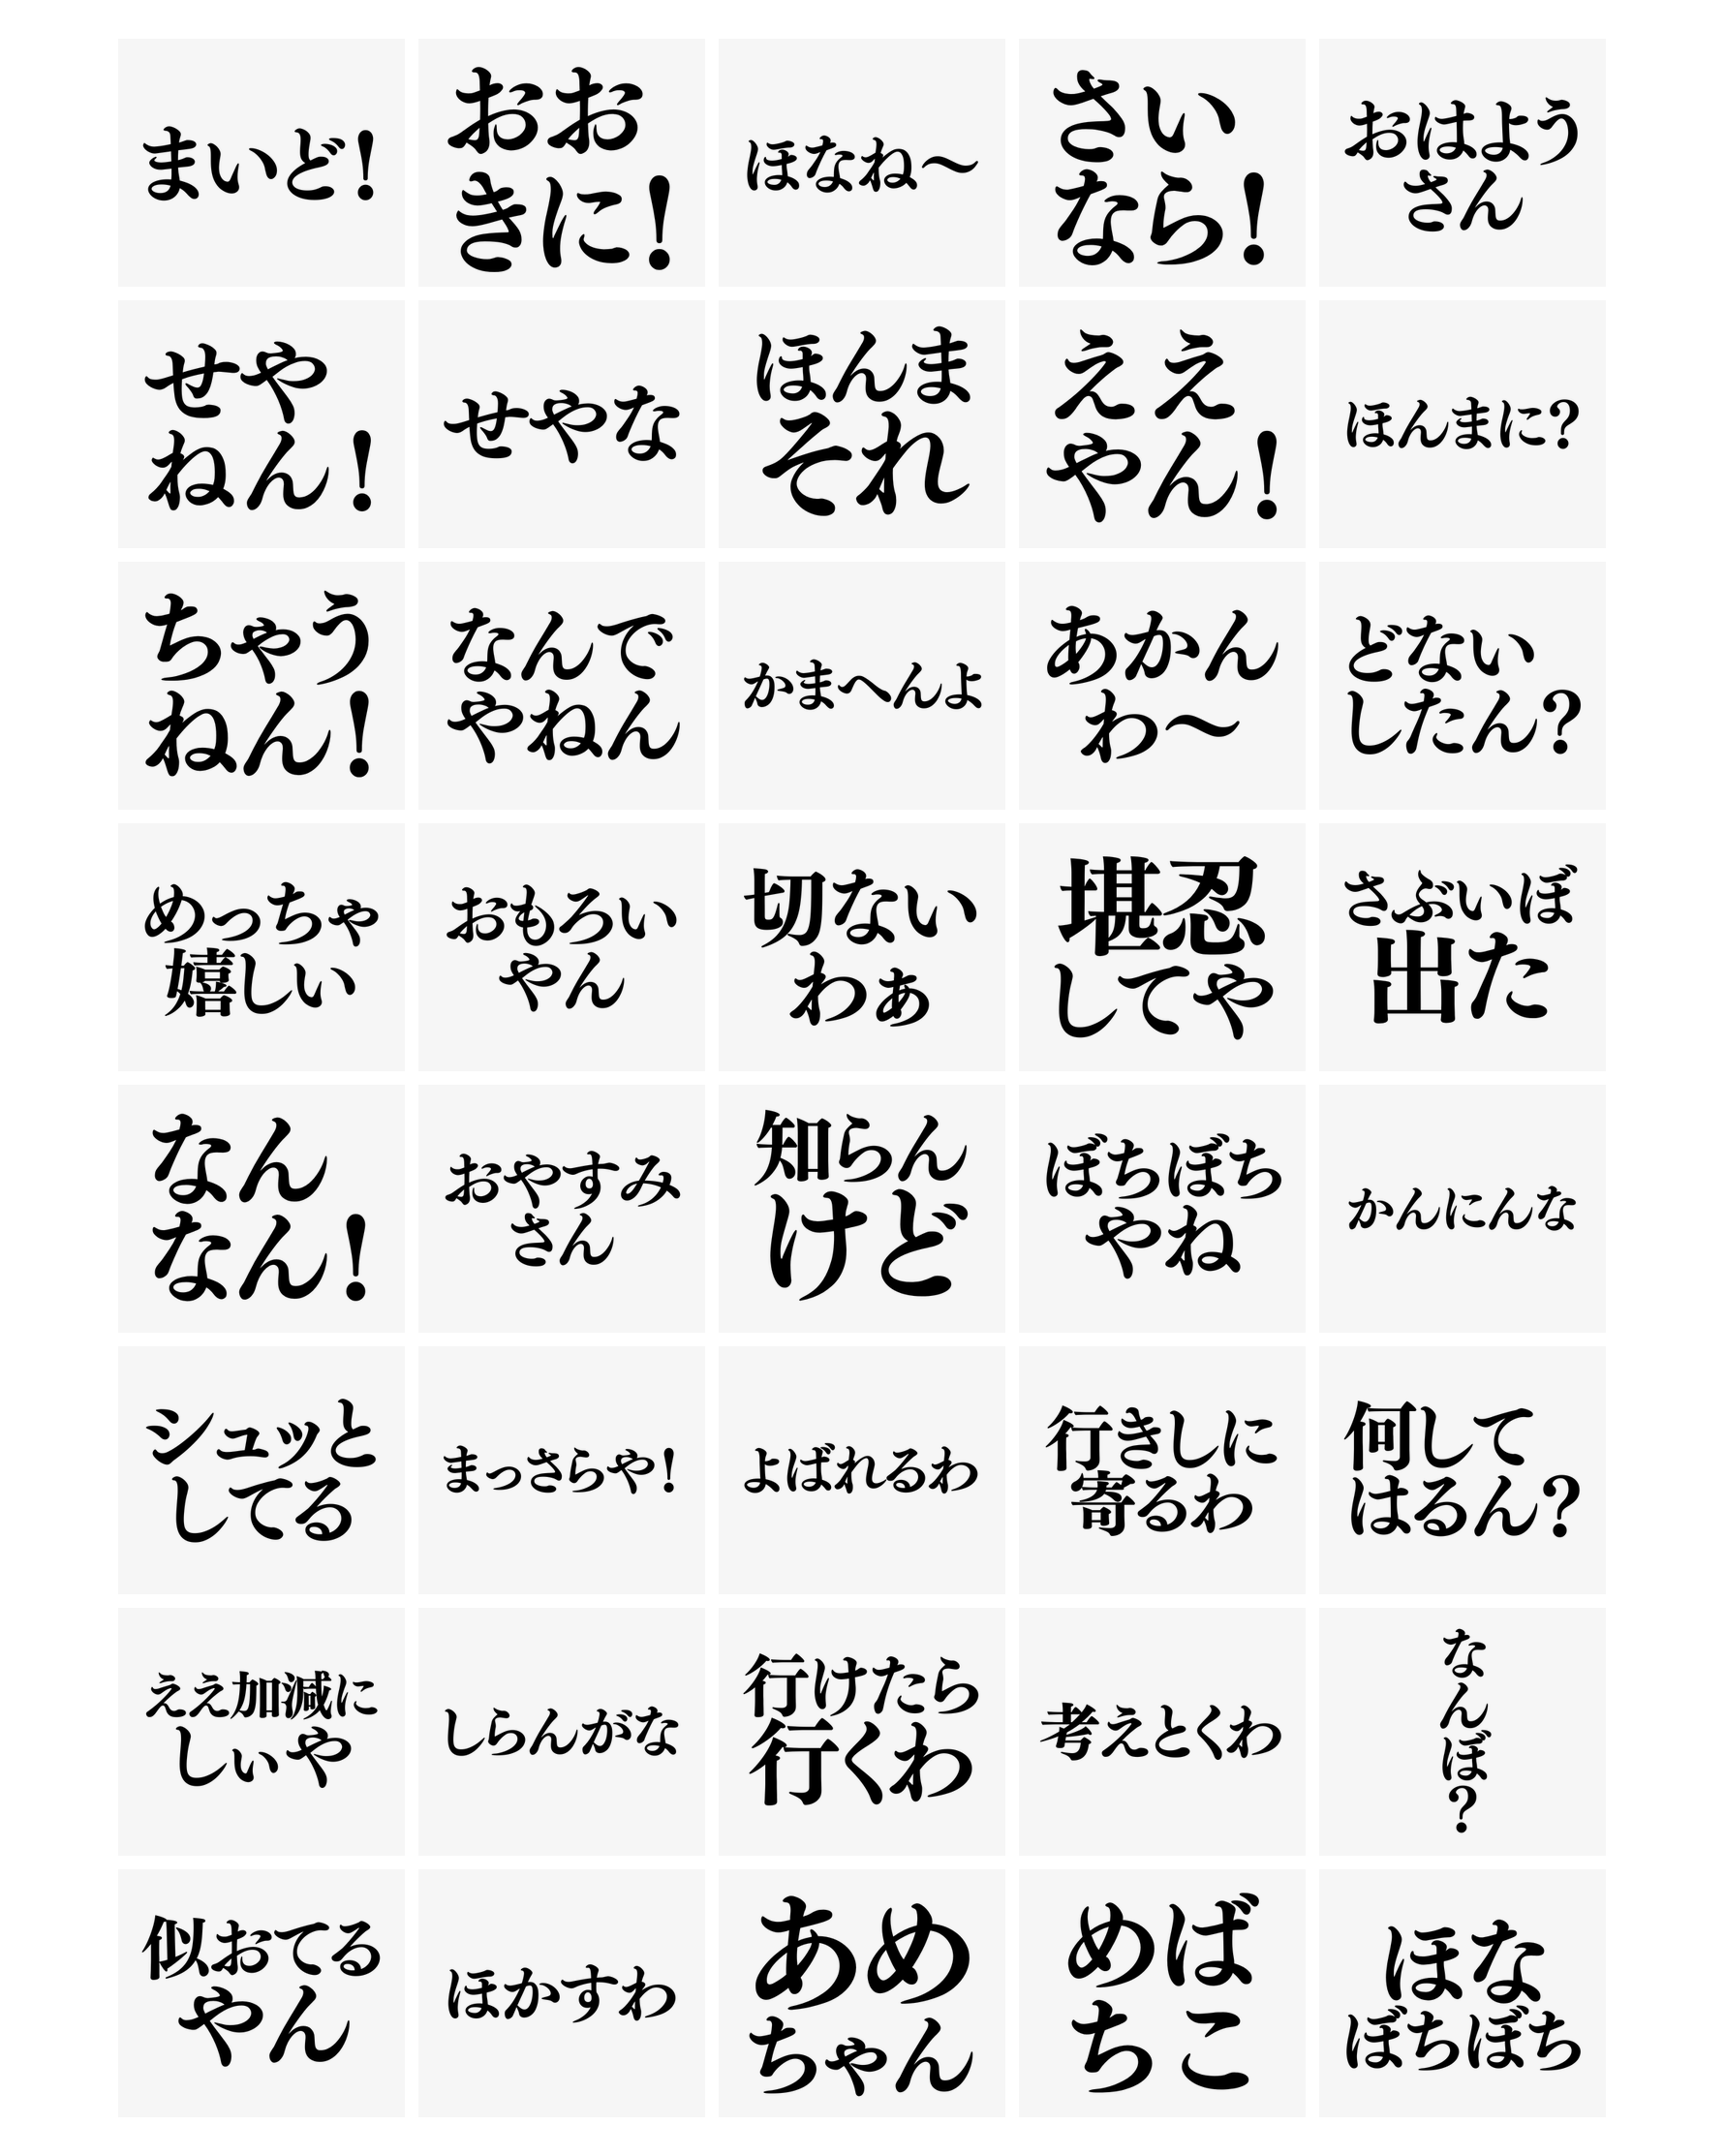 まいど!
おお
きに!
ほなね〜
さい
なら!
おはよう
さん
せや
ねん!
せやな
ほんま
それ
ええ
やん!
ほんまに?
ちゃう
ねん!
なんで
やねん
かま〜んよ
あかん
わ〜
どない
したん?
めっちゃ
嬉しい
おもろい
やん
切ない
わぁ
堪忍
してや
さぶいぼ
出た
なん
なん!
おやすみ
さん
知らん
けど
ぼちぼち
やね
かんにんな
シュッと
してる
まっさらや!
よばれるわ
行きしに
寄るわ
何して
はるん?
ええ加減に
しぃや
しらんがな
行けたら
行くわ
考えとくわ
なんぼ?
似おてる
やん
ほかすわ
あめ
ちゃん
めば
ちこ
ほな
ぼちぼち